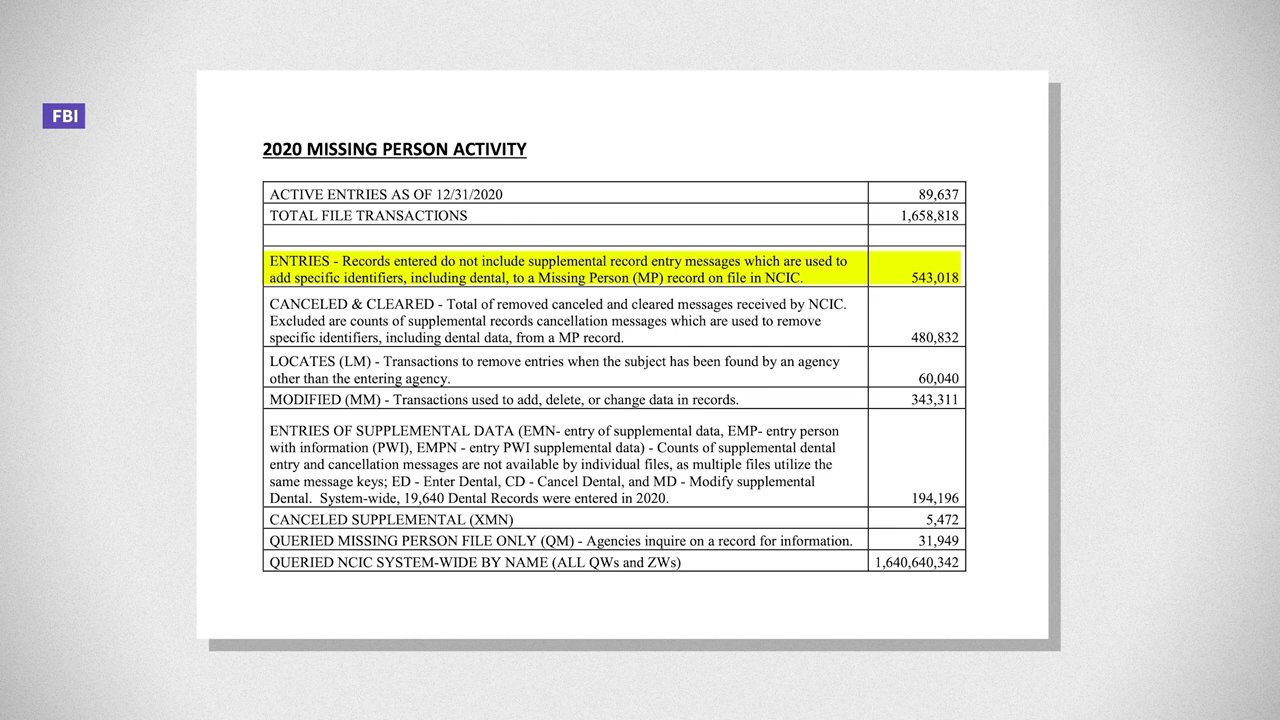 FBI
2020 MISSING PERSON ACTIVITY
ACTIVE ENTRIES AS OF 12/31/2020 89,637
TOTAL FILE TRANSACTIONS 1,658,818
ENTRIES - Records entered do not include supplemental record entry messages which are used to
add specific identifiers, including dental, to a Missing Person (MP) record on file in NCIC. 543,018
CANCELED & CLEARED - Total of removed canceled and cleared messages received by NCIC.
Excluded are counts of supplemental records cancellation messages which are used to remove
specific identifiers, including dental data, from a MP record. 480,832
LOCATES (LM) - Transactions to remove entries when the subject has been found by an agency
other than the entering agency. 60,040
MODIFIED (MM) - Transactions used to add, delete, or change data in records. 343,311
ENTRIES OF SUPPLEMENTAL DATA (EMN- entry of supplemental data, EMP- entry person
with information (PWI), EMPN - entry PWI supplemental data) - Counts of supplemental dental
entry and cancellation messages are not available by individual files, as multiple files utilize the
same message keys; ED - Enter Dental, CD - Cancel Dental, and MD - Modify supplemental
Dental. System-wide, 19,640 Dental Records were entered in 2020. 194,196
CANCELED SUPPLEMENTAL (XMN) 5,472
QUERIED MISSING PERSON FILE ONLY (QM) - Agencies inquire on a record for information. 31,949
QUERIED NCIC SYSTEM-WIDE BY NAME (ALL QWs and ZWs) 1,640,640,342